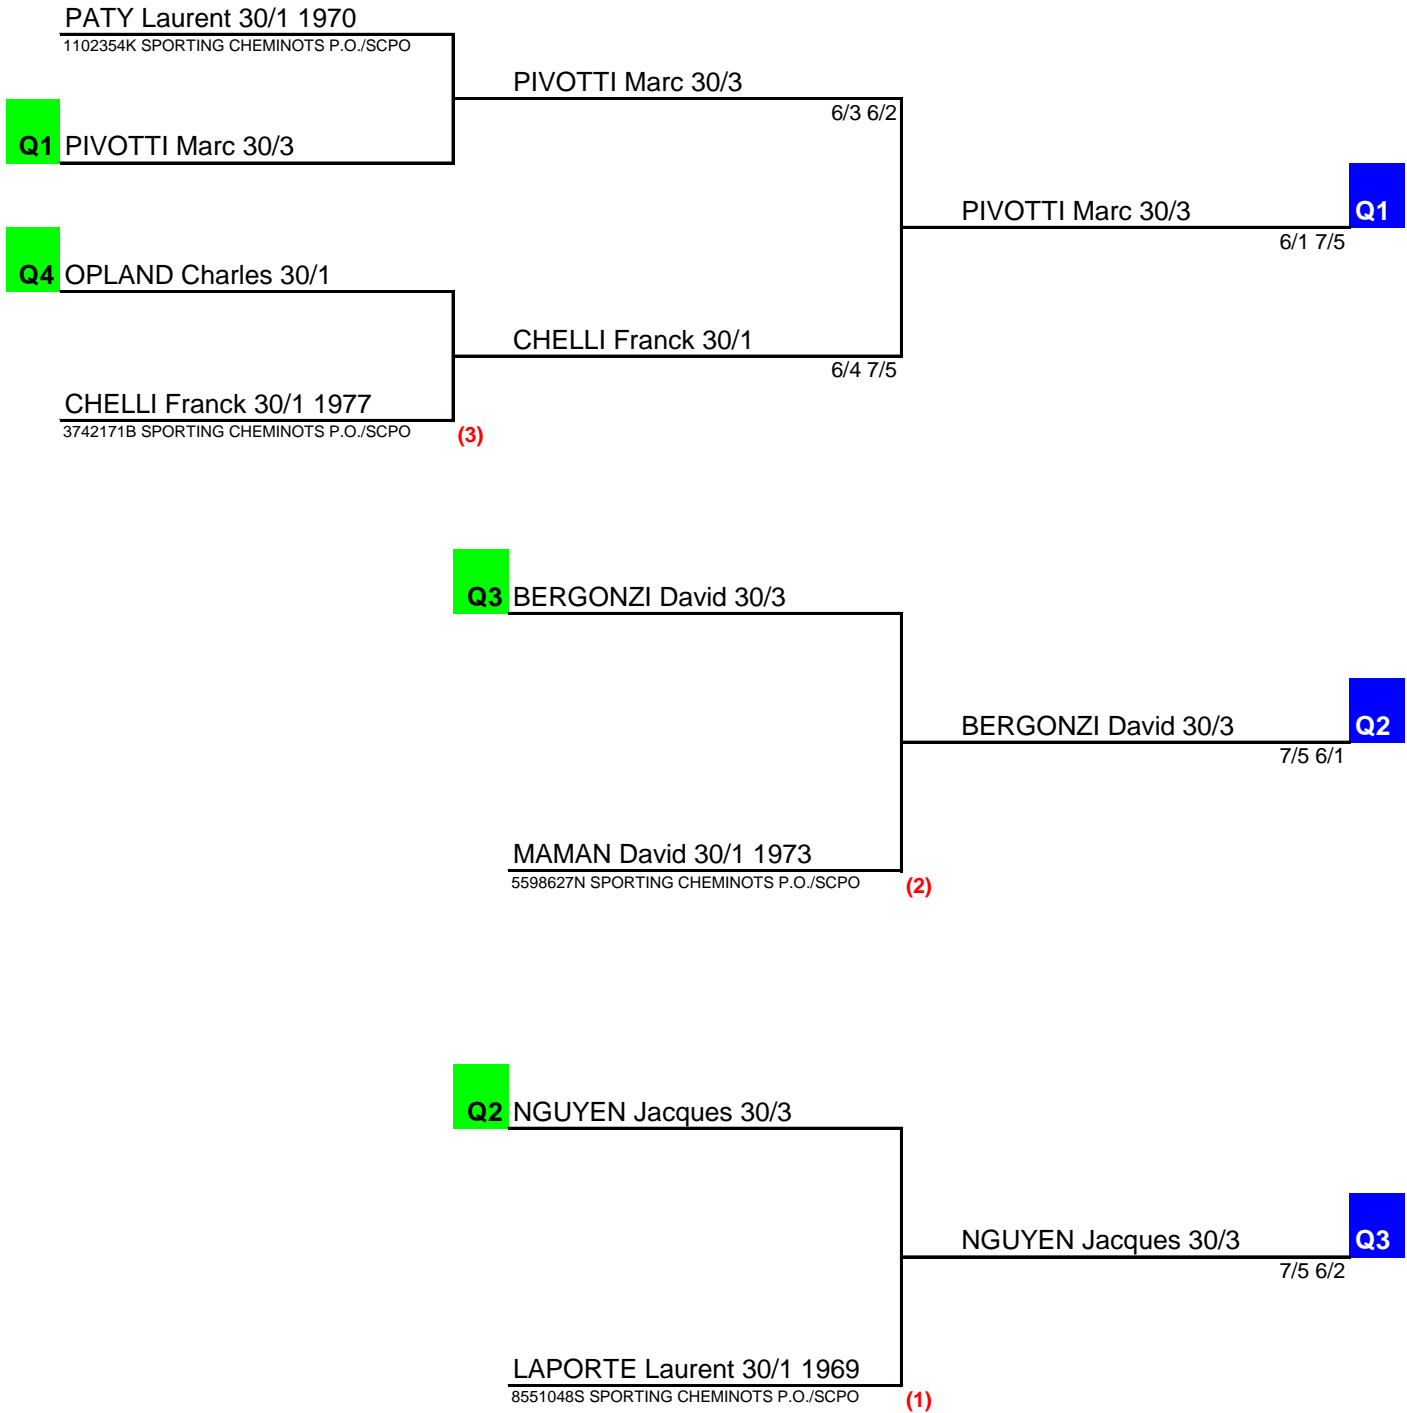 PATY Laurent 30/1 1970
1102354K SPORTING CHEMINOTS P.O./SCPO
PIVOTTI Marc 30/3
6/3 6/2
Q1 PIVOTTI Marc 30/3
PIVOTTI Marc 30/3 Q1
6/1 7/5
Q4 OPLAND Charles 30/1
CHELLI Franck 30/1
6/4 7/5
CHELLI Franck 30/1 1977
3742171B SPORTING CHEMINOTS P.O./SCPO (3)
Q3 BERGONZI David 30/3
BERGONZI David 30/3 Q2
7/5 6/1
MAMAN David 30/1 1973
5598627N SPORTING CHEMINOTS P.O./SCPO (2)
Q2 NGUYEN Jacques 30/3
NGUYEN Jacques 30/3 Q3
7/5 6/2
LAPORTE Laurent 30/1 1969
8551048S SPORTING CHEMINOTS P.O./SCPO (1)